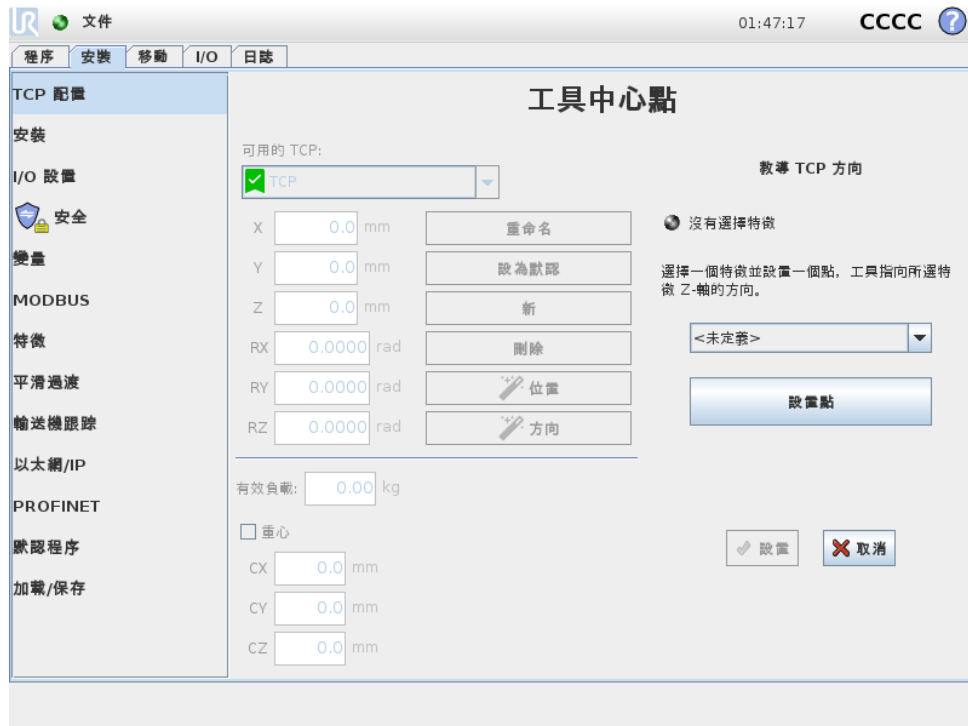 UR 文件 01:47:17 CCCC ?
程序 安裝 移動 I/O 日誌
TCP 配置
安裝
I/O 設置
安全
變量
MODBUS
特徵
平滑過渡
輸送機跟踪
以太網/IP
PROFINET
默認程序
加載/保存
工具中心點
可用的 TCP:
TCP
X 0.0 mm 重命名
Y 0.0 mm 設為默認
Z 0.0 mm 新
RX 0.0000 rad 刪除
RY 0.0000 rad 位置
RZ 0.0000 rad 方向
有效負載: 0.00 kg
重心
CX 0.0 mm
CY 0.0 mm
CZ 0.0 mm
教導 TCP 方向
沒有選擇特徵
選擇一個特徵並設置一個點，工具指向所選特
徵 Z-軸的方向。
<未定義>
設置點
設置 取消